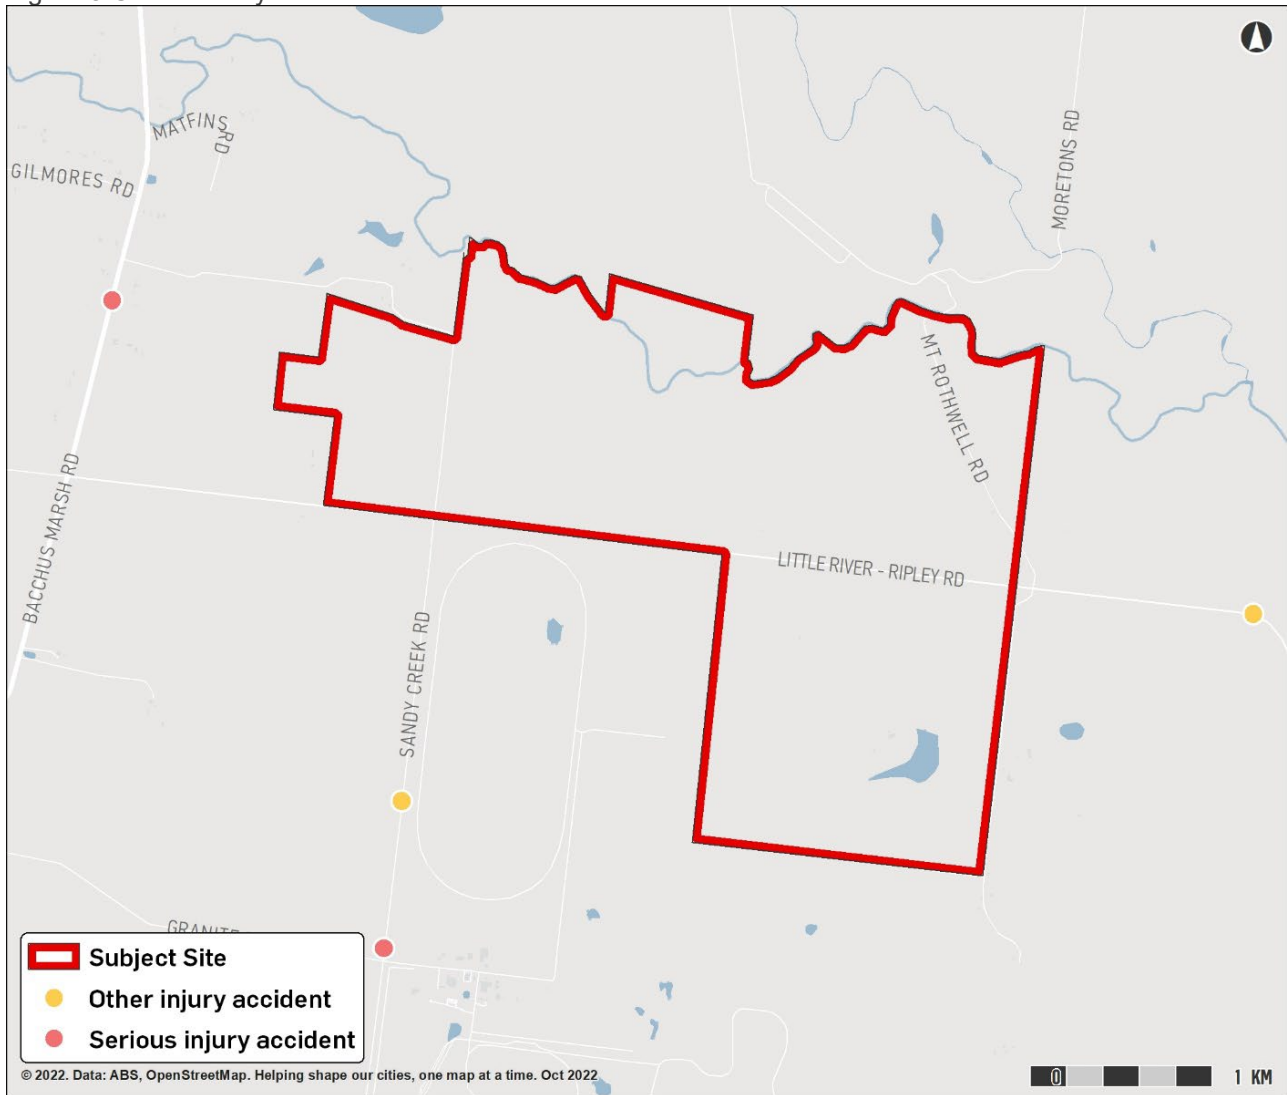 MATFINS
RD
GILMORES RD
MORETONS RD
MT ROTHWELL RD
BACCHUS MARSH RD
LITTLE RIVER - RIPLEY RD
SANDY CREEK RD
Subject Site
Other injury accident
Serious injury accident
© 2022. Data: ABS, OpenStreetMap. Helping shape our cities, one map at a time. Oct 2022
0 1 KM